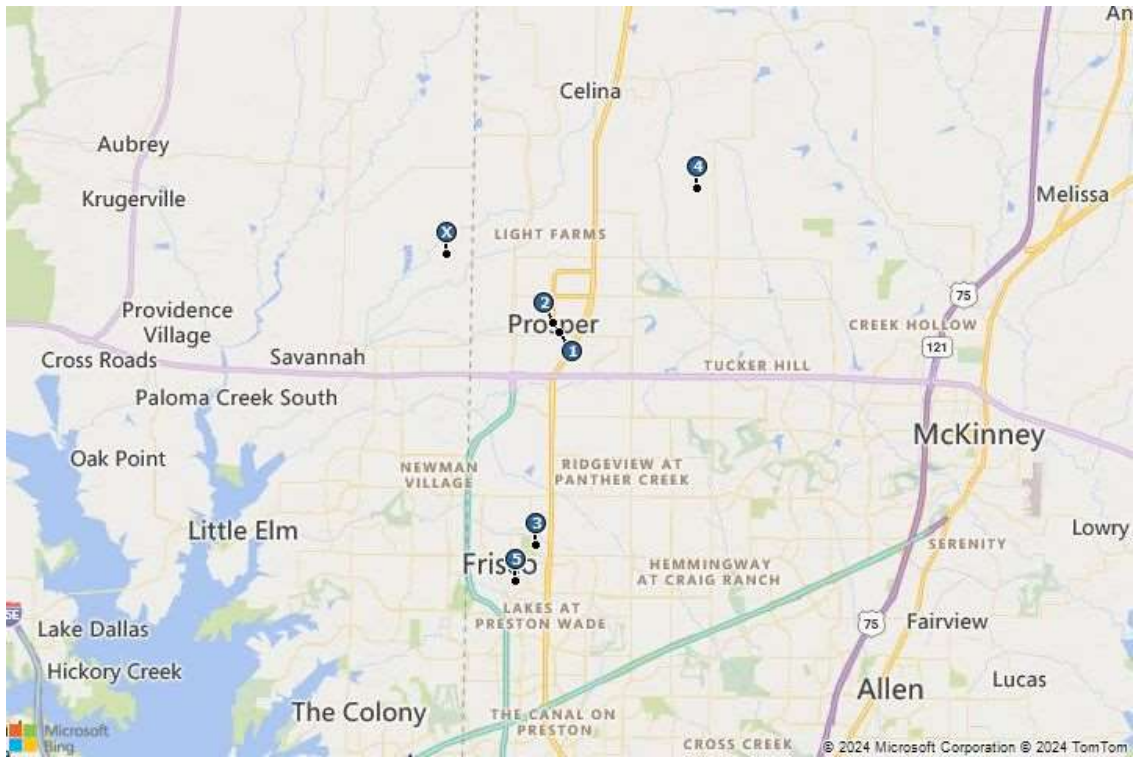 An
Celina
Aubrey
4
Krugerville
Melissa
X
LIGHT FARMS
75
2
Providence
Village
Prosper
CREEK HOLLOW
121
1
Cross Roads
Savannah
TUCKER HILL
Paloma Creek South
McKinney
Oak Point
NEWMAN
VILLAGE
RIDGEVIEW AT
PANTHER CREEK
Little Elm
3
Lowry
SERENITY
5
HEMMINGWAY
AT CRAIG RANCH
LAKES AT
PRESTON WADE
75
Fairview
Lake Dallas
Hickory Creek
Lucas
Allen
The Colony
THE CANAL ON
PRESTON
Microsoft
Bing
CROSS CREEK
© 2024 Microsoft Corporation © 2024 TomTom